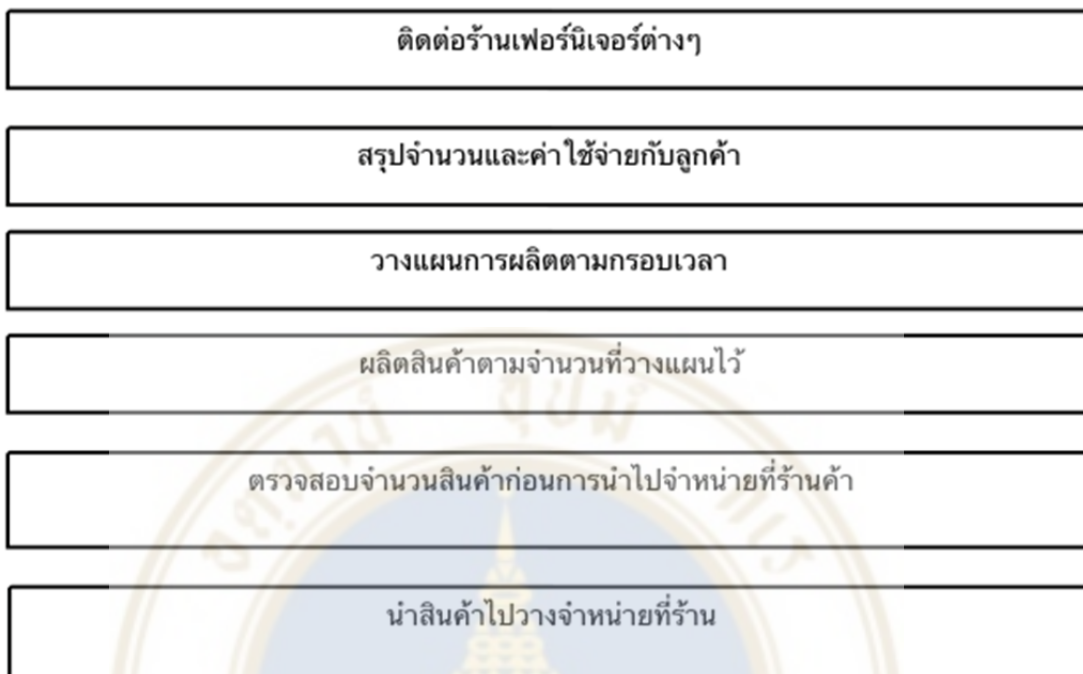 ติดต่อร้านเฟอร์นิเจอร์ต่างๆ
สรุปจำนวนและค่าใช้จ่ายกับลูกค้า
วางแผนการผลิตตามกรอบเวลา
ผลิตสินค้าตามจำนวนที่วางแผนไว้
ตรวจสอบจำนวนสินค้าก่อนการนำไปจำหน่ายที่ร้านค้า
นำสินค้าไปวางจำหน่ายที่ร้าน